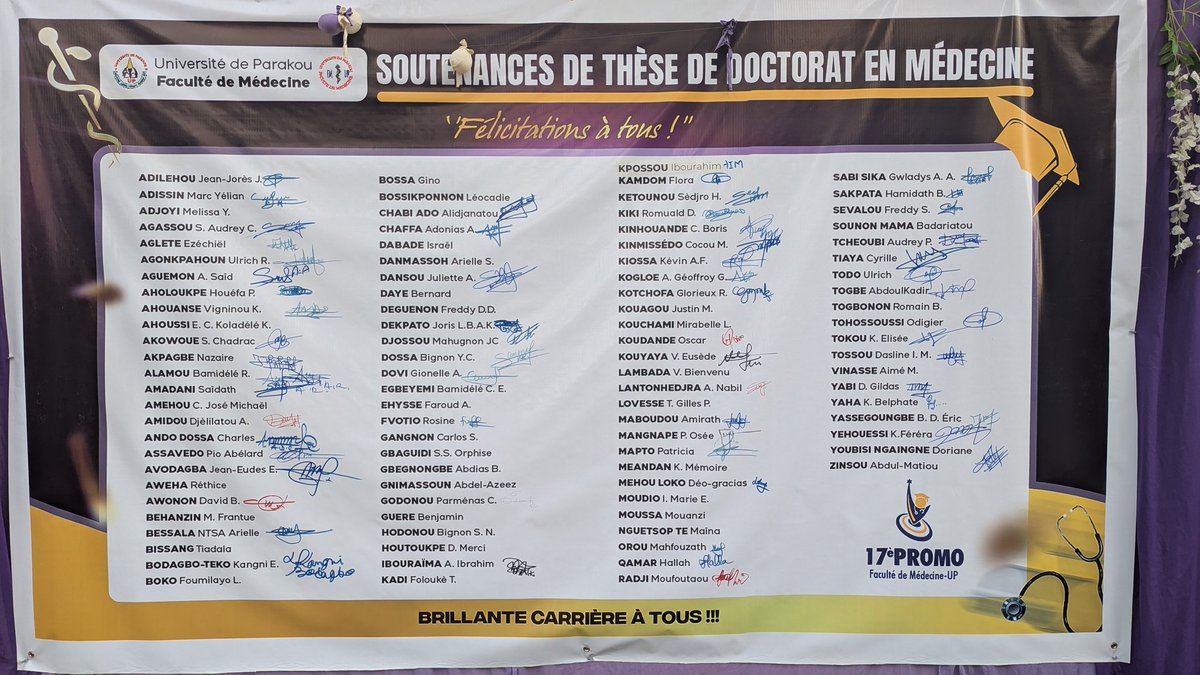 Université de Parakou
Faculté de Médecine
SOUTENANCES DE THÈSE DE DOCTORAT EN MÉDECINE
"Félicitations à tous !"
ADILEHOU Jean-Jorès J.
ADISSIN Marc Yélian
ADJOYI Melissa Y.
AGASSOU S. Audrey C.
AGLETE Ezéchiël
AGONKPAHOUN Ulrich R.
AGUEMON A. Saïd
AHOLOUKPE Houéfa P.
AHOUANSE Vigninou K.
AHOUSSI E. C. Koladélé K.
AKOWOUE S. Chadrac
AKPAGBE Nazaire
ALAMOU Bamidélé R.
AMADANI Saïdath
AMEHOU C. José Michaël
AMIDOU Djèlilatou A.
ANDO DOSSA Charles
ASSAVEDO Pio Abélard
AVODAGBA Jean-Eudes E.
AWEHA Réthice
AWONON David B.
BEHANZIN M. Frantue
BESSALA NTSA Arielle
BISSANG Tiadala
BODAGBO-TEKO Kangni E.
Kangni
Bodagbo
BOKO Foumilayo L.
BOSSA Gino
BOSSIKPONNON Léocadie
CHABI ADO Alidjanatou
CHAFFA Adonias A.
DABADE Israël
DANMASSOH Arielle S.
DANSOU Juliette A.
DAYE Bernard
DEGUENON Freddy D.D.
DEKPATO Joris L.B.A.K.
DJOSSOU Mahugnon JC
DOSSA Bignon Y.C.
DOVI Gionelle A.
EGBEYEMI Bamidélé C. E.
EHYSSE Faroud A.
FVOTIO Rosine
GANGNON Carlos S.
GBAGUIDI S.S. Orphise
GBEGNONGBE Abdias B.
GNIMASSOUN Abdel-Azeez
GODONOU Parménas C.
GUERE Benjamin
HODONOU Bignon S. N.
HOUTOUKPE D. Merci
IBOURAÏMA A. Ibrahim
KADI Folouké T.
KPOSSOU Ibourahim TIM
KAMDOM Flora
KETOUNOU Sèdjro H.
KIKI Romuald D.
KINHOUANDE C. Boris
KINMISSÉDO Cocou M.
KIOSSA Kévin A.F.
KOGLOE A. Géoffroy G.
KOTCHOFA Glorieux R.
KOUAGOU Justin M.
KOUCHAMI Mirabelle L.
KOUDANDE Oscar
KOUYAYA V. Eusède
LAMBADA V. Bienvenu
LANTONHEDJRA A. Nabil
LOVESSE T. Gilles P.
MABOUDOU Amirath
MANGNAPE P. Osée
MAPTO Patricia
MEANDAN K. Mémoire
MEHOU LOKO Déo-gracias
MOUDIO I. Marie E.
MOUSSA Mouanzi
NGUETSOP TE Maïna
OROU Mahfouzath
QAMAR Hallah
RADJI Moufoutaou
SABI SIKA Gwladys A. A.
SAKPATA Hamidath B.
SEVALOU Freddy S.
SOUNON MAMA Badariatou
TCHEOUBI Audrey P.
TIAYA Cyrille
TODO Ulrich
TOGBE AbdoulKadir
TOGBONON Romain B.
TOHOSSOUSSI Odigier
TOKOU K. Elisée
TOSSOU Dasline I. M.
VINASSE Aimé M.
YABI D. Gildas
YAHA K. Belphate
YASSEGOUNGBE B. D. Éric
YEHOUESSI K.Féréra
YOUBISI NGAINGNE Doriane
ZINSOU Abdul-Matiou
17èPROMO
Faculté de Médecine-UP
BRILLANTE CARRIÈRE À TOUS !!!